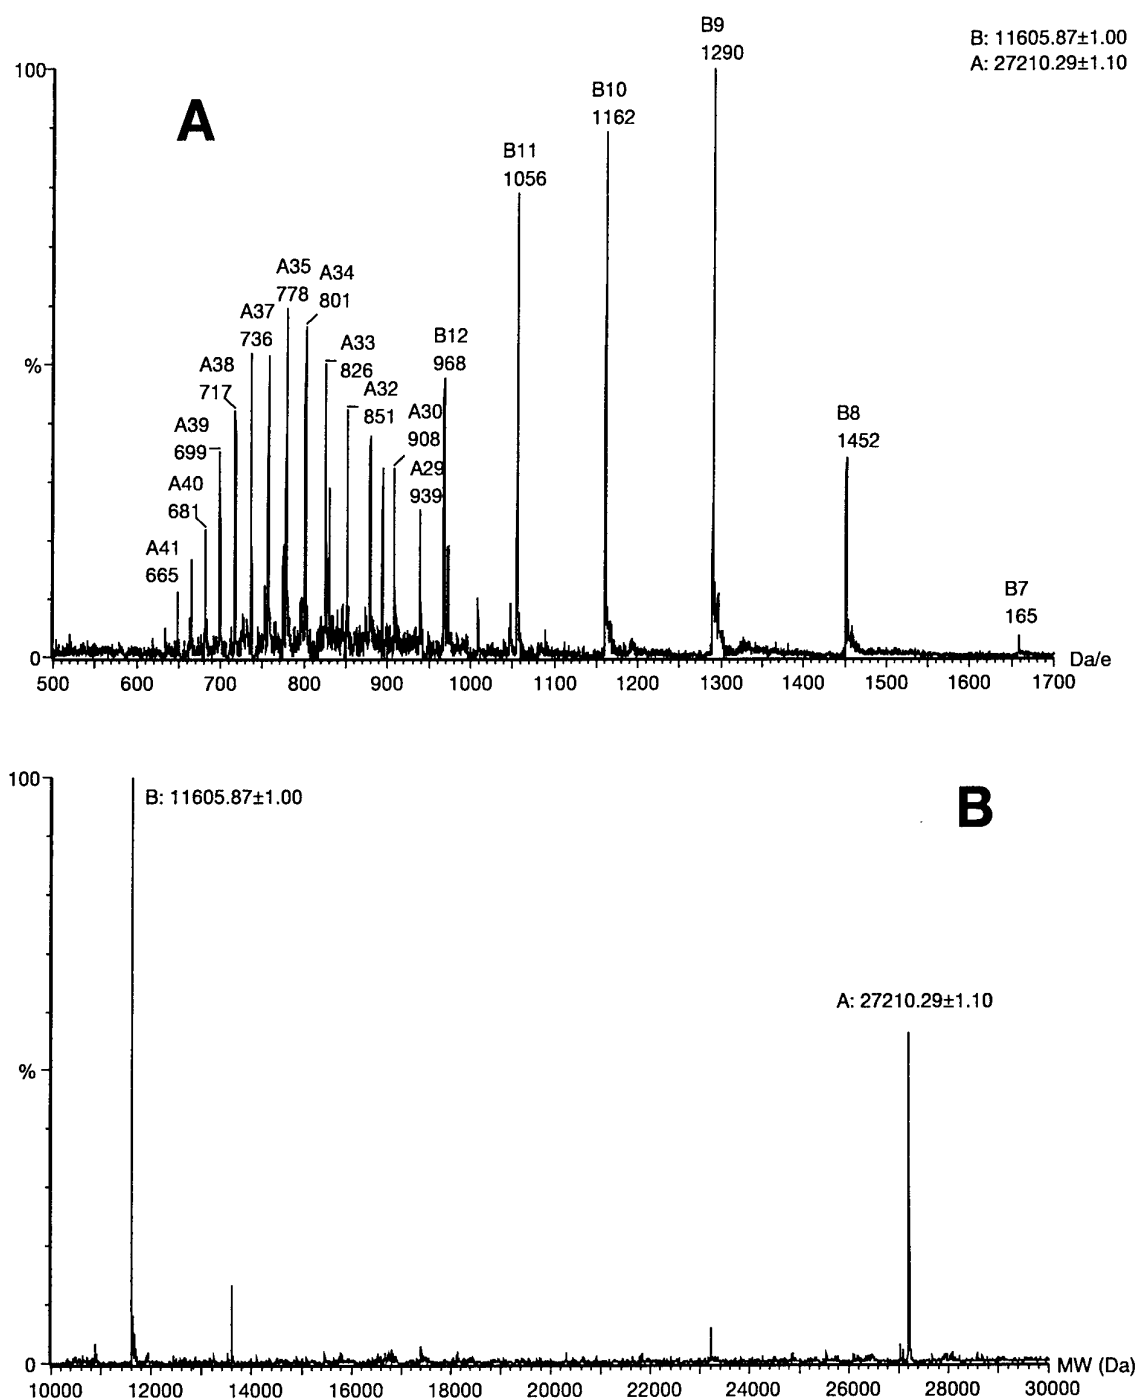 B9
1290
B: 11605.87±1.00
A: 27210.29±1.10
100
A
B10
1162
B11
1056
A35
778
A34
801
A37
736
B12
968
A33
826
%
A38
717
A32
851
A30
908
B8
1452
A39
699
A29
939
A40
681
A41
665
B7
165
0
Da/e
500 600 700 800 900 1000 1100 1200 1300 1400 1500 1600 1700
100
B: 11605.87±1.00
B
A: 27210.29±1.10
%
0
MW (Da)
10000 12000 14000 16000 18000 20000 22000 24000 26000 28000 30000